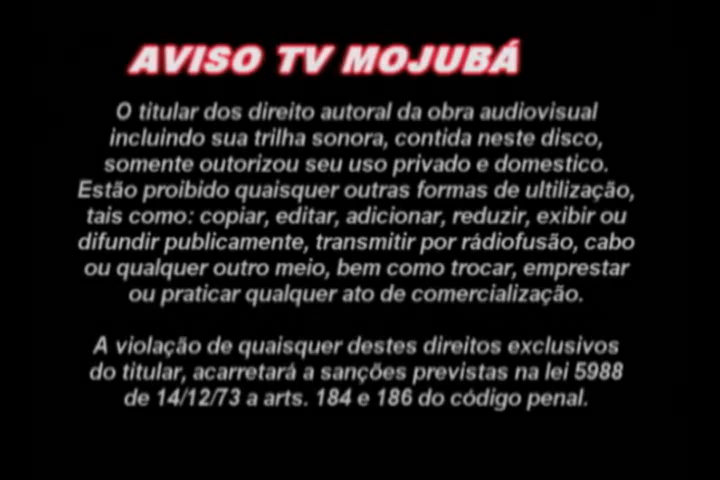 AVISO TV MOJUBÁ
O titular dos direito autoral da obra audiovisual
incluindo sua trilha sonora, contida neste disco,
somente outorizou seu uso privado e domestico.
Estão proibido quaisquer outras formas de ultilização,
tais como: copiar, editar, adicionar, reduzir, exibir ou
difundir publicamente, transmitir por rádiofusão, cabo
ou qualquer outro meio, bem como trocar, emprestar
ou praticar qualquer ato de comercialização.
A violação de quaisquer destes direitos exclusivos
do titular, acarretará a sanções previstas na lei 5988
de 14/12/73 a arts. 184 e 186 do código penal.